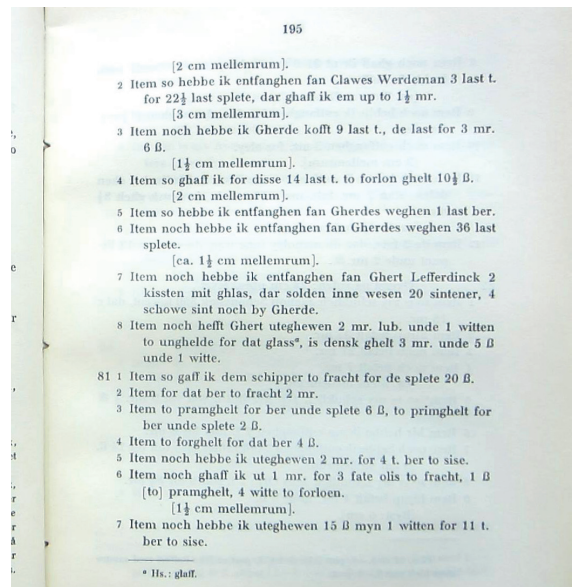 195
[2 cm mellemrum].
2 Item so hebbe ik entfanghen fan Clawes Werdeman 3 last t.
for 22½ last splete, dar ghaff ik em up to 1½ mr.
[3 cm mellemrum].
3 Item noch hebbe ik Gherde kofft 9 last t., de last for 3 mr.
6 ß.
[1½ cm mellemrum].
4 Item so ghaff ik for disse 14 last t. to forlon ghelt 10½ ß.
[2 cm mellemrum].
5 Item so hebbe ik entfanghen fan Gherdes weghen 1 last ber.
6 Item noch hebbe ik entfanghen fan Gherdes weghen 36 last
splete.
[ca. 1½ cm mellemrum].
7 Item noch hebbe ik entfanghen fan Ghert Lefferdinck 2
kissten mit ghlas, dar solden inne wesen 20 sintener, 4
schowe sint noch by Gherde.
8 Item noch hefft Ghert uteghewen 2 mr. lub. unde 1 witten
to unghelde for dat glassᵃ, is densk ghelt 3 mr. unde 5 ß
unde 1 witte.
81 1 Item so gaff ik dem schipper to fracht for de splete 20 ß.
2 Item for dat ber to fracht 2 mr.
3 Item to pramghelt for ber unde splete 6 ß, to primghelt for
ber unde splete 2 ß.
4 Item to forghelt for dat ber 4 ß.
5 Item noch hebbe ik uteghewen 2 mr. for 4 t. ber to sise.
6 Item noch ghaff ik ut 1 mr. for 3 fate olis to fracht, 1 ß
[to] pramghelt, 4 witte to forloen.
[1½ cm mellemrum].
7 Item noch hebbe ik uteghewen 15 ß myn 1 witten for 11 t.
ber to sise.
ᵃ Hs.: glaff.